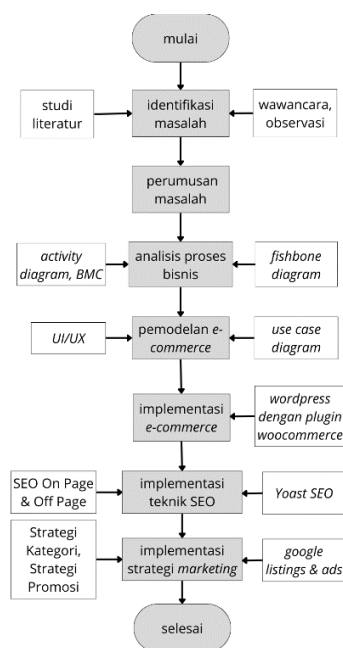 mulai
studi
literatur
identifikasi
masalah
wawancara,
observasi
perumusan
masalah
activity
diagram, BMC
analisis proses
bisnis
fishbone
diagram
UI/UX
pemodelan e-
commerce
use case
diagram
implementasi
e-commerce
wordpress
dengan plugin
woocommerce
SEO On Page
& Off Page
implementasi
teknik SEO
Yoast SEO
Strategi
Kategori,
Strategi
Promosi
implementasi
strategi marketing
google
listings & ads
selesai